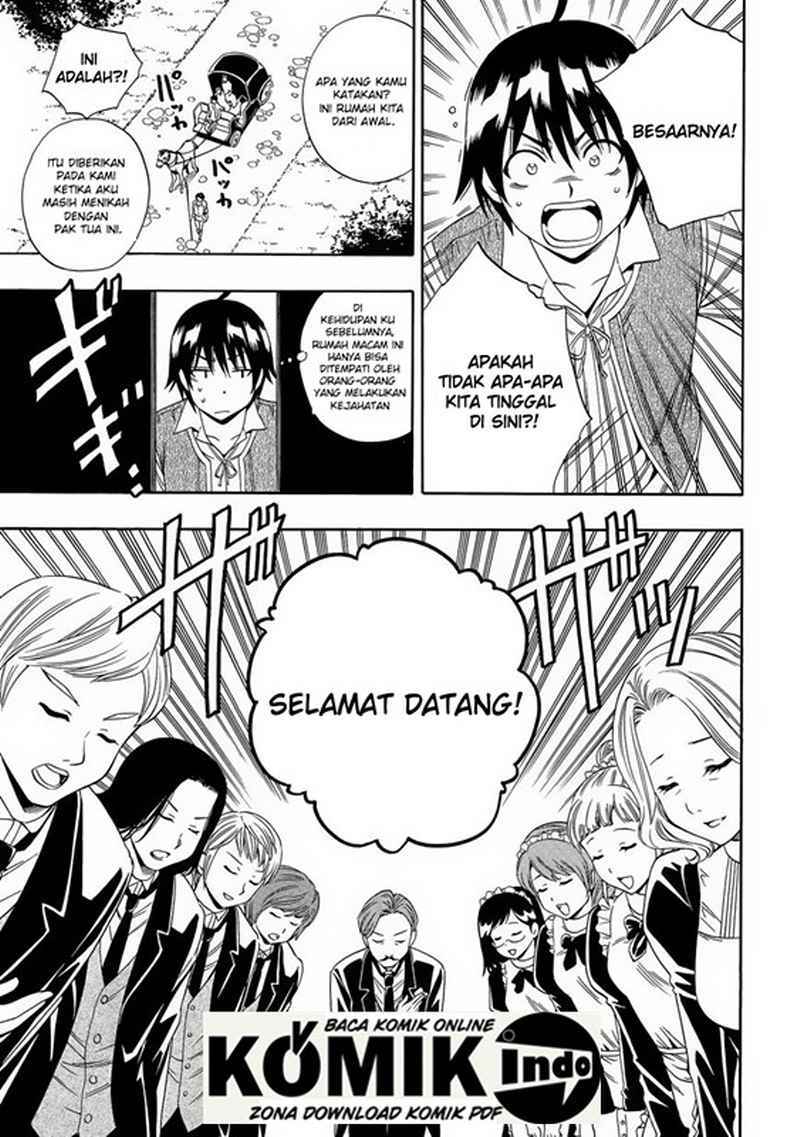 BESAARNYA!
APAKAH
TIDAK APA-APA
KITA TINGGAL
DI SINI?!
APA YANG KAMU
KATAKAN?
INI RUMAH KITA
DARI AWAL.
INI
ADALAH?!
ITU DIBERIKAN
PADA KAMI
KETIKA AKU
MASIH MENIKAH
DENGAN
PAK TUA INI.
パッカ
パッカ
DI
KEHIDUPAN KU
SEBELUMNYA,
RUMAH MACAM INI
HANYA BISA
DITEMPATI OLEH
ORANG-ORANG
YANG MELAKUKAN
KEJAHATAN
ギギ...
ザザッ
SELAMAT DATANG!
BACA KOMIK ONLINE
KOMIK indo
ZONA DOWNLOAD KOMIK PDF